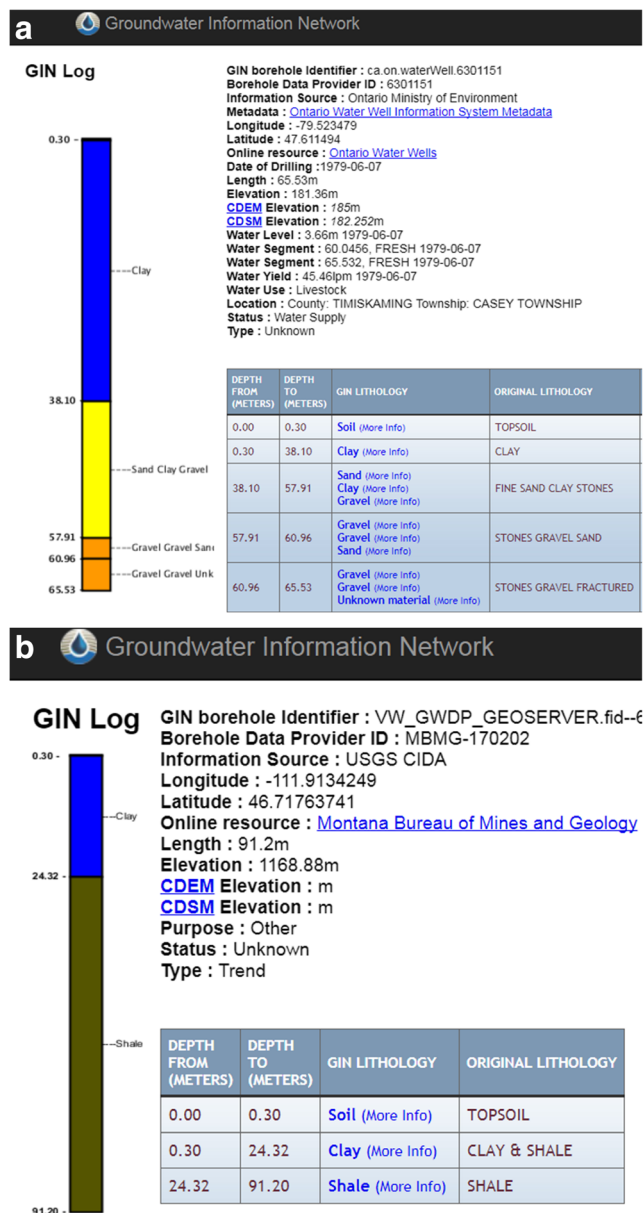 a
Groundwater Information Network
GIN Log
0.30 -
Clay
38.10
Sand Clay Gravel
57.91
Gravel Gravel San
60.96
Gravel Gravel Unk
65.53
GIN borehole Identifier : ca.on.waterWell.6301151
Borehole Data Provider ID : 6301151
Information Source : Ontario Ministry of Environment
Metadata : Ontario Water Well Information System Metadata
Longitude : -79.523479
Latitude : 47.611494
Online resource : Ontario Water Wells
Date of Drilling :1979-06-07
Length : 65.53m
Elevation : 181.36m
CDEM Elevation : 185m
CDSM Elevation : 182.252m
Water Level : 3.66m 1979-06-07
Water Segment : 60.0456, FRESH 1979-06-07
Water Segment : 65.532, FRESH 1979-06-07
Water Yield : 45.46lpm 1979-06-07
Water Use : Livestock
Location : County: TIMISKAMING Township: CASEY TOWNSHIP
Status : Water Supply
Type : Unknown
DEPTH FROM (METERS) DEPTH TO (METERS) GIN LITHOLOGY ORIGINAL LITHOLOGY
0.00 0.30 Soil (More Info) TOPSOIL
0.30 38.10 Clay (More Info) CLAY
Sand (More Info)
38.10 57.91 Clay (More Info) FINE SAND CLAY STONES
Gravel (More Info)
Gravel (More Info)
57.91 60.96 Gravel (More Info) STONES GRAVEL SAND
Sand (More Info)
Gravel (More Info)
60.96 65.53 Gravel (More Info) STONES GRAVEL FRACTURED
Unknown material (More Info)
b
Groundwater Information Network
GIN Log
0.30 -
Clay
24.32
Shale
91.20
GIN borehole Identifier : VW_GWDP_GEOSERVER.fid--6
Borehole Data Provider ID : MBMG-170202
Information Source : USGS CIDA
Longitude : -111.9134249
Latitude : 46.71763741
Online resource : Montana Bureau of Mines and Geology
Length : 91.2m
Elevation : 1168.88m
CDEM Elevation : m
CDSM Elevation : m
Purpose : Other
Status : Unknown
Type : Trend
DEPTH FROM (METERS) DEPTH TO (METERS) GIN LITHOLOGY ORIGINAL LITHOLOGY
0.00 0.30 Soil (More Info) TOPSOIL
0.30 24.32 Clay (More Info) CLAY & SHALE
24.32 91.20 Shale (More Info) SHALE